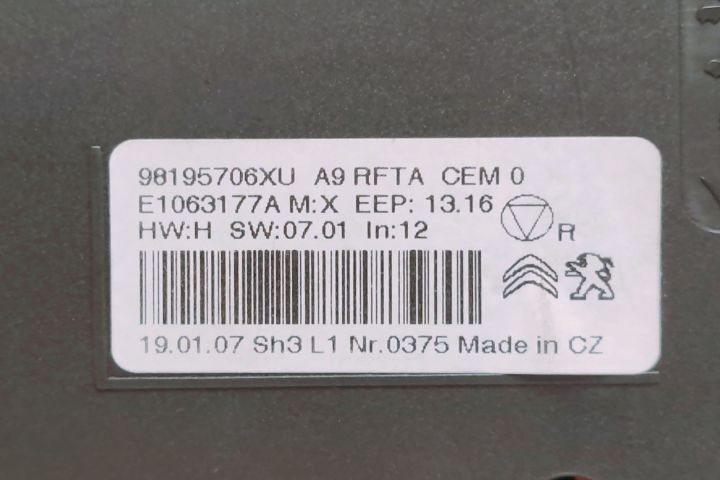 98195706XU A9 RFTA CEM 0
E1063177A M:X EEP: 13.16
HW:H SW:07.01 In:12
R
19.01.07 Sh3 L1 Nr.0375 Made in CZ